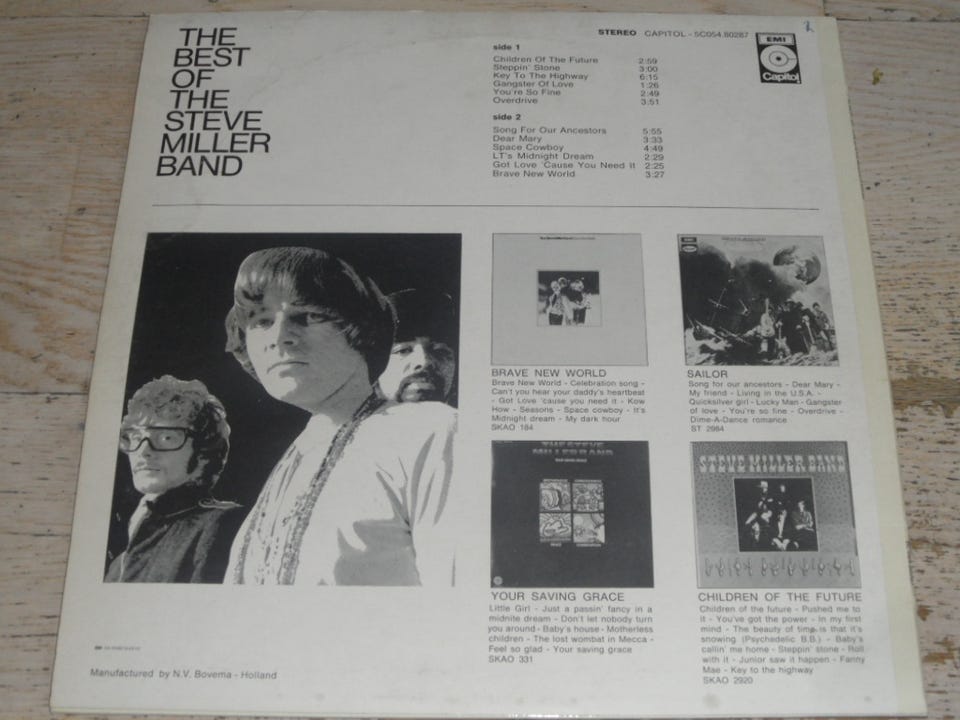 THE
BEST
OF
THE
STEVE
MILLER
BAND
STEREO CAPITOL - 5C054.80287
EMI
Capitol
side 1
Children Of The Future 2:59
Steppin' Stone 3:00
Key To The Highway 6:15
Gangster Of Love 1:26
You're So Fine 2:49
Overdrive 3:51
side 2
Song For Our Ancestors 5:55
Dear Mary 3:33
Space Cowboy 4:49
LT's Midnight Dream 2:29
Got Love 'Cause You Need It 2:25
Brave New World 3:27
BRAVE NEW WORLD
Brave New World - Celebration song -
Can't you hear your daddy's heartbeat
- Got Love 'cause you need it - Kow
How - Seasons - Space cowboy - It's
Midnight dream - My dark hour
SKAO 184
SAILOR
Song for our ancestors - Dear Mary -
My friend - Living in the U.S.A. -
Quicksilver girl - Lucky Man - Gangster
of love - You're so fine - Overdrive -
Dime-A-Dance romance
ST 2984
THE STEVE
MILLER BAND
YOUR SAVING GRACE
Little Girl - Just a passin' fancy in a
midnite dream - Don't let nobody turn
you around - Baby's house - Motherless
children - The lost wombat in Mecca -
Feel so glad - Your saving grace
SKAO 331
STEVE MILLER BAND
CHILDREN OF THE FUTURE
Children of the future - Pushed me to
it - You've got the power - In my first
mind - The beauty of time is that it's
snowing (Psychedelic B.B.) - Baby's
callin' me home - Steppin' stone - Roll
with it - Junior saw it happen - Fanny
Mae - Key to the highway
SKAO 2920
Manufactured by N.V. Bovema - Holland